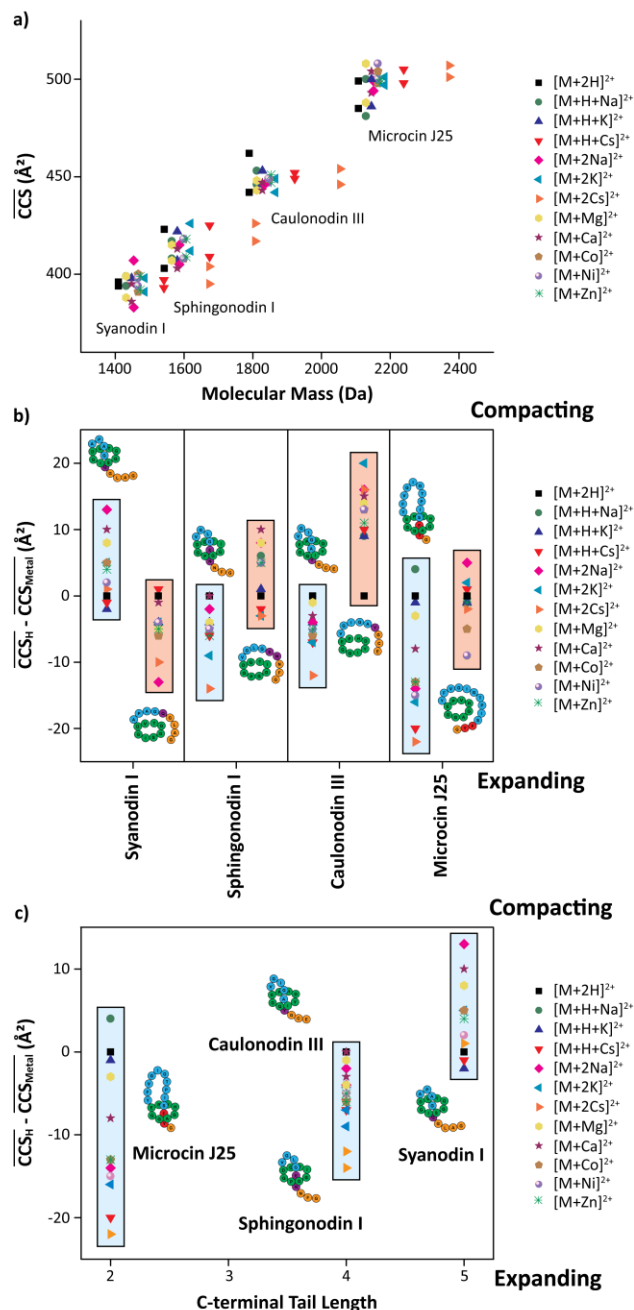 a)
500
450
400
CCS (Å²)
Microcin J25
Caulonodin III
Sphingonodin I
Syanodin I
1400 1600 1800 2000 2200 2400
Molecular Mass (Da)
[M+2H]²⁺
[M+H+Na]²⁺
[M+H+K]²⁺
[M+H+Cs]²⁺
[M+2Na]²⁺
[M+2K]²⁺
[M+2Cs]²⁺
[M+Mg]²⁺
[M+Ca]²⁺
[M+Co]²⁺
[M+Ni]²⁺
[M+Zn]²⁺
Compacting
b)
20
10
0
-10
-20
CCS_H - CCS_Metal (Å²)
Syanodin I
Sphingonodin I
Caulonodin III
Microcin J25
[M+2H]²⁺
[M+H+Na]²⁺
[M+H+K]²⁺
[M+H+Cs]²⁺
[M+2Na]²⁺
[M+2K]²⁺
[M+2Cs]²⁺
[M+Mg]²⁺
[M+Ca]²⁺
[M+Co]²⁺
[M+Ni]²⁺
[M+Zn]²⁺
Expanding
c)
Compacting
10
0
-10
-20
CCS_H - CCS_Metal (Å²)
Caulonodin III
Microcin J25
Syanodin I
Sphingonodin I
2 3 4 5
C-terminal Tail Length
[M+2H]²⁺
[M+H+Na]²⁺
[M+H+K]²⁺
[M+H+Cs]²⁺
[M+2Na]²⁺
[M+2K]²⁺
[M+2Cs]²⁺
[M+Mg]²⁺
[M+Ca]²⁺
[M+Co]²⁺
[M+Ni]²⁺
[M+Zn]²⁺
Expanding